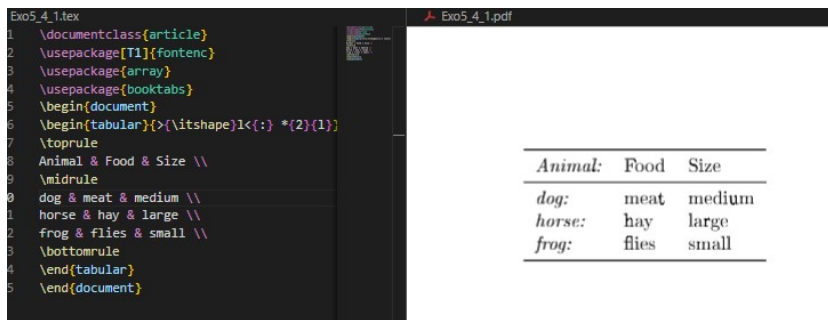 Exo5_4_1.tex
1 \documentclass{article}
2 \usepackage[T1]{fontenc}
3 \usepackage{array}
4 \usepackage{booktabs}
5 \begin{document}
6 \begin{tabular}{>{\itshape}l<{:} *{2}{l}}
7 \toprule
8 Animal & Food & Size \\
9 \midrule
0 dog & meat & medium \\
1 horse & hay & large \\
2 frog & flies & small \\
3 \bottomrule
4 \end{tabular}
5 \end{document}
Exo5_4_1.pdf
Animal: Food Size
dog: meat medium
horse: hay large
frog: flies small